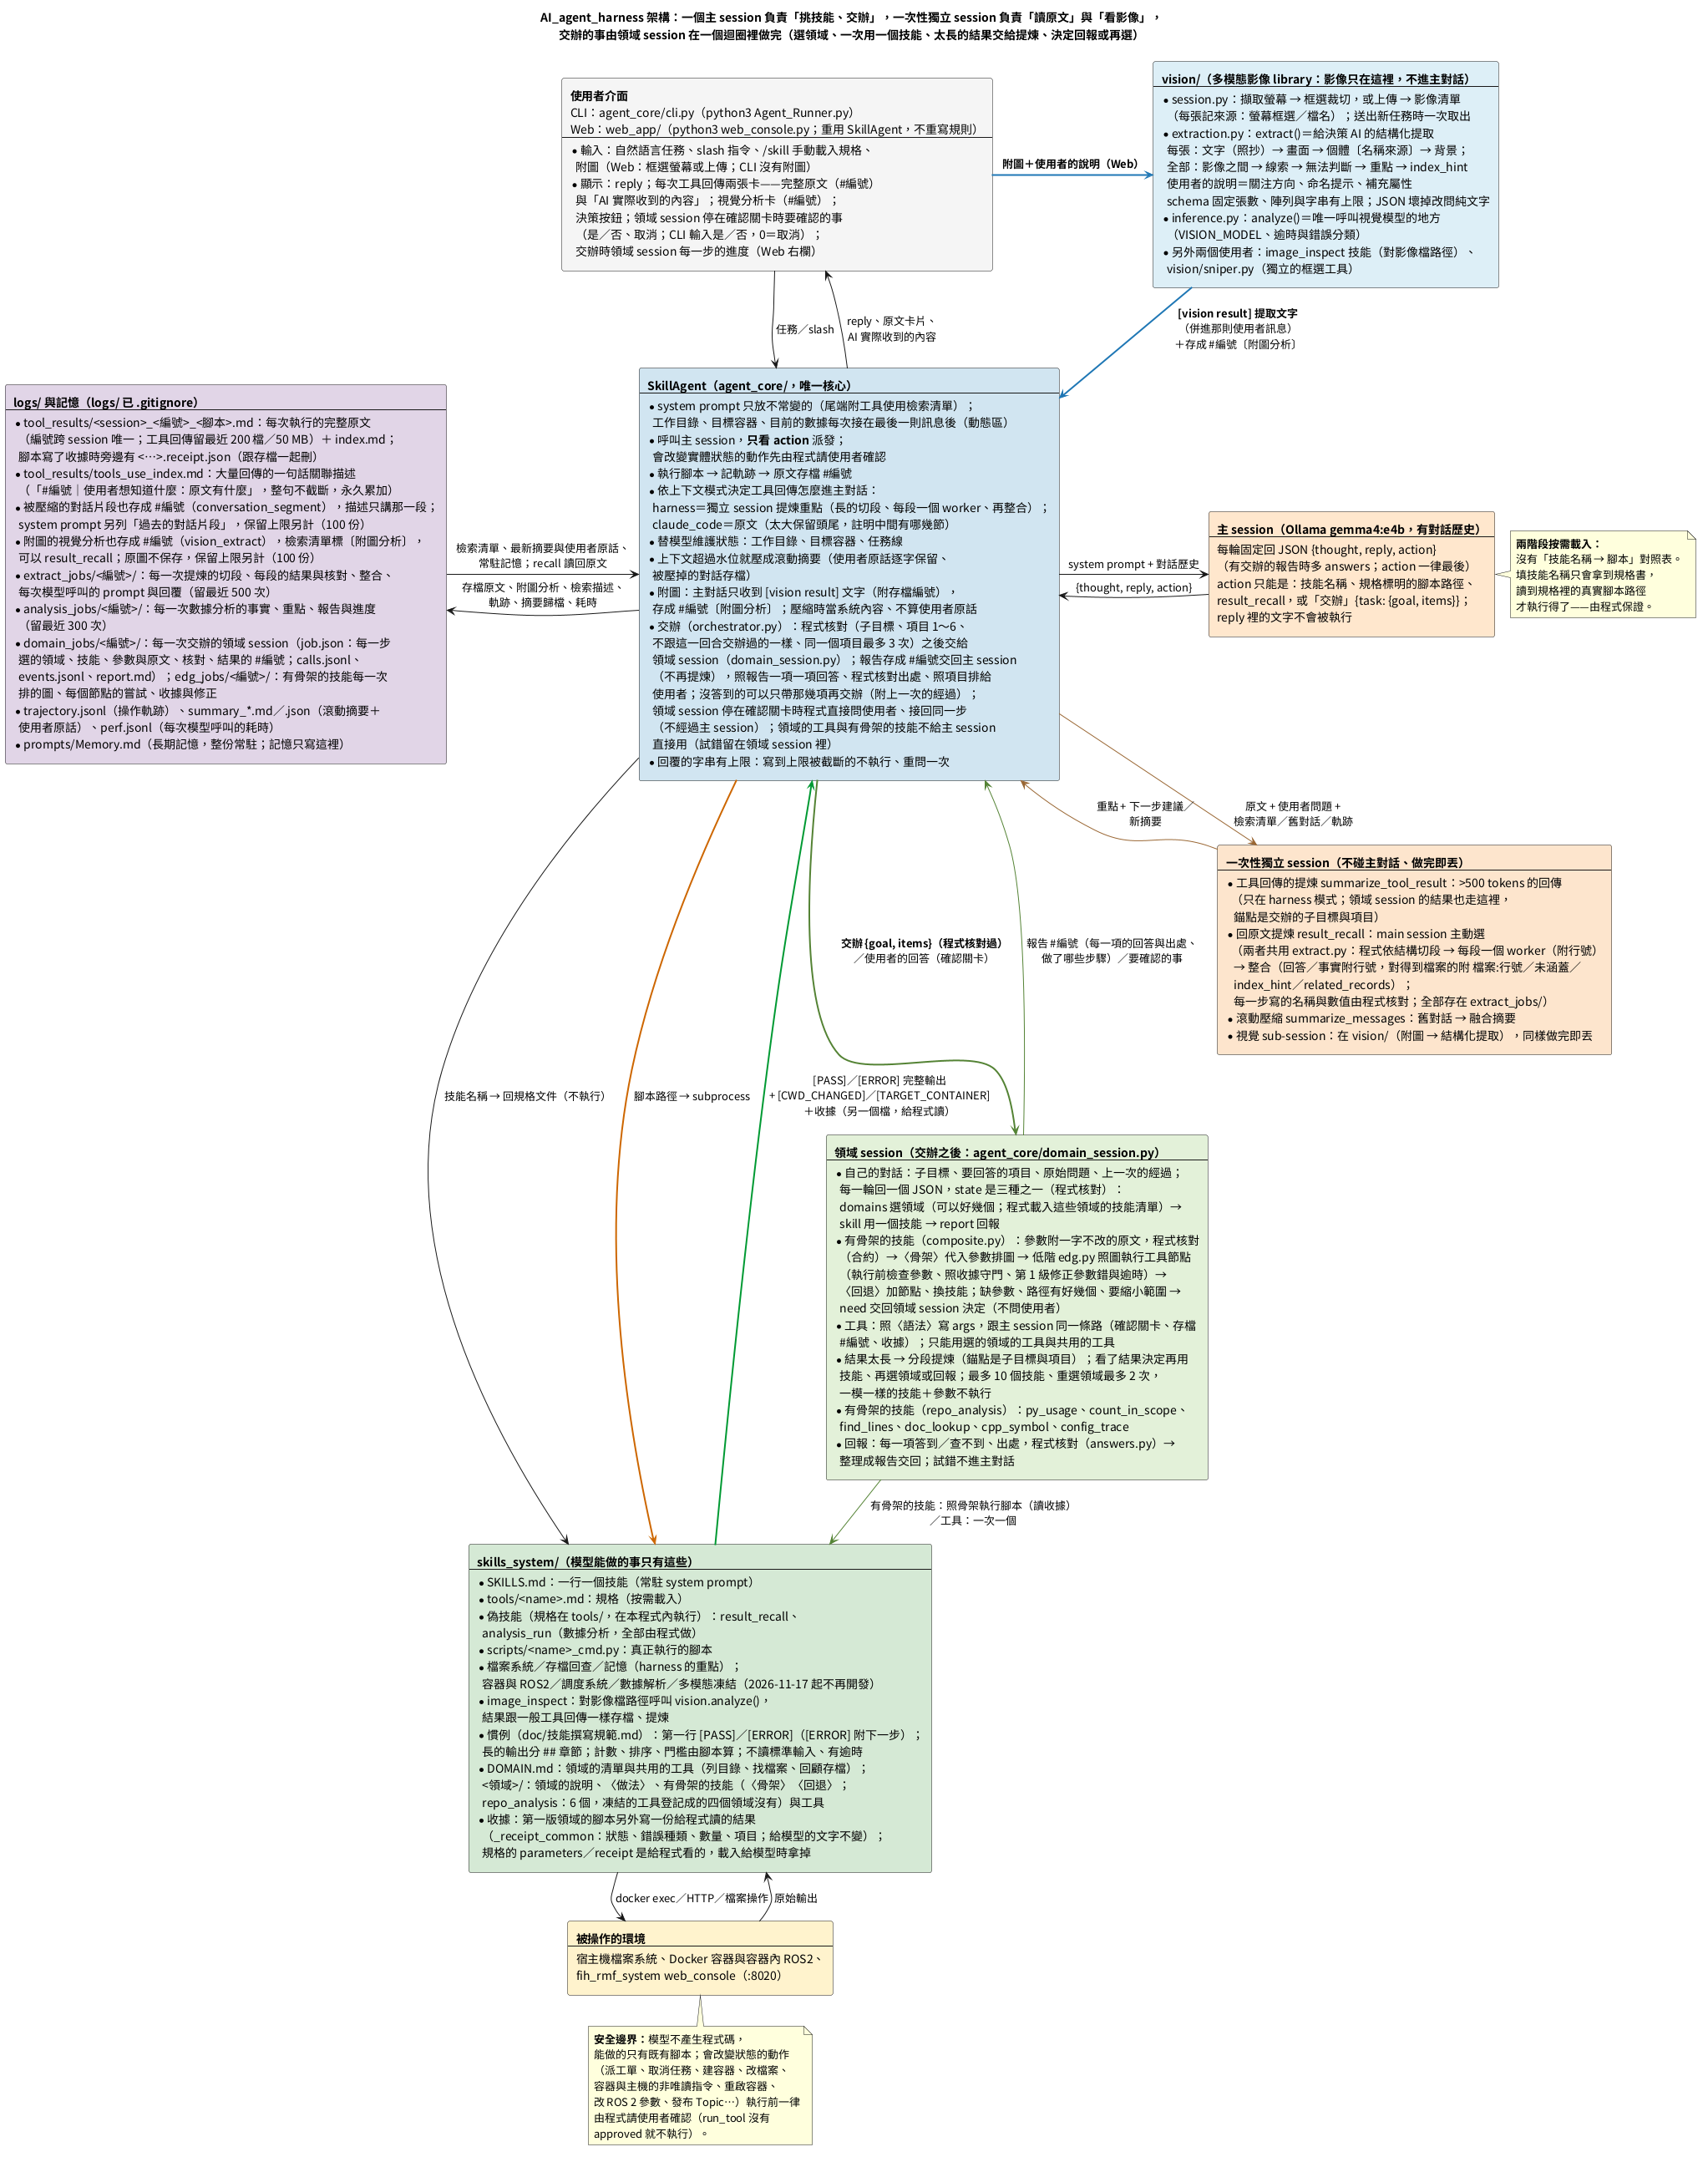 AI_agent_harness 架構：一個主 session 負責「挑技能、交辦」，一次性獨立 session 負責「讀原文」與「看影像」，
交辦的事由領域 session 在一個迴圈裡做完（選領域、一次用一個技能、太長的結果交給提煉、決定回報或再選）
使用者介面
CLI：agent_core/cli.py（python3 Agent_Runner.py）
Web：web_app/（python3 web_console.py；重用 SkillAgent，不重寫規則）
• 輸入：自然語言任務、slash 指令、/skill 手動載入規格、
附圖（Web：框選螢幕或上傳；CLI 沒有附圖）
• 顯示：reply；每次工具回傳兩張卡——完整原文（#編號）
與「AI 實際收到的內容」；視覺分析卡（#編號）；
決策按鈕；領域 session 停在確認關卡時要確認的事
（是／否、取消；CLI 輸入是／否，0＝取消）；
交辦時領域 session 每一步的進度（Web 右欄）
附圖＋使用者的說明（Web）
vision/（多模態影像 library：影像只在這裡，不進主對話）
• session.py：擷取螢幕 → 框選裁切，或上傳 → 影像清單
（每張記來源：螢幕框選／檔名）；送出新任務時一次取出
• extraction.py：extract()＝給決策 AI 的結構化提取
每張：文字（照抄）→ 畫面 → 個體〔名稱來源〕→ 背景；
全部：影像之間 → 線索 → 無法判斷 → 重點 → index_hint
使用者的說明＝關注方向、命名提示、補充屬性
schema 固定張數、陣列與字串有上限；JSON 壞掉改問純文字
• inference.py：analyze()＝唯一呼叫視覺模型的地方
（VISION_MODEL、逾時與錯誤分類）
• 另外兩個使用者：image_inspect 技能（對影像檔路徑）、
vision/sniper.py（獨立的框選工具）
任務／slash
reply、原文卡片、
AI 實際收到的內容
[vision result] 提取文字
（併進那則使用者訊息）
＋存成 #編號〔附圖分析〕
logs/ 與記憶（logs/ 已 .gitignore）
• tool_results/<session>_<編號>_<腳本>.md：每次執行的完整原文
（編號跨 session 唯一；工具回傳留最近 200 檔／50 MB）＋ index.md；
腳本寫了收據時旁邊有 <…>.receipt.json（跟存檔一起刪）
• tool_results/tools_use_index.md：大量回傳的一句話關聯描述
（「#編號｜使用者想知道什麼：原文有什麼」，整句不截斷，永久累加）
• 被壓縮的對話片段也存成 #編號（conversation_segment），描述只講那一段；
system prompt 另列「過去的對話片段」，保留上限另計（100 份）
• 附圖的視覺分析也存成 #編號（vision_extract），檢索清單標〔附圖分析〕，
可以 result_recall；原圖不保存，保留上限另計（100 份）
• extract_jobs/<編號>/：每一次提煉的切段、每段的結果與核對、整合、
每次模型呼叫的 prompt 與回覆（留最近 500 次）
• analysis_jobs/<編號>/：每一次數據分析的事實、重點、報告與進度
（留最近 300 次）
• domain_jobs/<編號>/：每一次交辦的領域 session（job.json：每一步
選的領域、技能、參數與原文、核對、結果的 #編號；calls.jsonl、
events.jsonl、report.md）；edg_jobs/<編號>/：有骨架的技能每一次
排的圖、每個節點的嘗試、收據與修正
• trajectory.jsonl（操作軌跡）、summary_*.md／.json（滾動摘要＋
使用者原話）、perf.jsonl（每次模型呼叫的耗時）
• prompts/Memory.md（長期記憶，整份常駐；記憶只寫這裡）
檢索清單、最新摘要與使用者原話、
常駐記憶；recall 讀回原文
存檔原文、附圖分析、檢索描述、
軌跡、摘要歸檔、耗時
SkillAgent（agent_core/，唯一核心）
• system prompt 只放不常變的（尾端附工具使用檢索清單）；
工作目錄、目標容器、目前的數據每次接在最後一則訊息後（動態區）
• 呼叫主 session，只看 action 派發；
會改變實體狀態的動作先由程式請使用者確認
• 執行腳本 → 記軌跡 → 原文存檔 #編號
• 依上下文模式決定工具回傳怎麼進主對話：
harness＝獨立 session 提煉重點（長的切段、每段一個 worker、再整合）；
claude_code＝原文（太大保留頭尾，註明中間有哪幾節）
• 替模型維護狀態：工作目錄、目標容器、任務線
• 上下文超過水位就壓成滾動摘要（使用者原話逐字保留、
被壓掉的對話存檔）
• 附圖：主對話只收到 [vision result] 文字（附存檔編號），
存成 #編號〔附圖分析〕；壓縮時當系統內容、不算使用者原話
• 交辦（orchestrator.py）：程式核對（子目標、項目 1～6、
不跟這一回合交辦過的一樣、同一個項目最多 3 次）之後交給
領域 session（domain_session.py）；報告存成 #編號交回主 session
（不再提煉），照報告一項一項回答、程式核對出處、照項目排給
使用者；沒答到的可以只帶那幾項再交辦（附上一次的經過）；
領域 session 停在確認關卡時程式直接問使用者、接回同一步
（不經過主 session）；領域的工具與有骨架的技能不給主 session
直接用（試錯留在領域 session 裡）
• 回覆的字串有上限：寫到上限被截斷的不執行、重問一次
system prompt + 對話歷史
{thought, reply, action}
主 session（Ollama gemma4:e4b，有對話歷史）
每輪固定回 JSON {thought, reply, action}
（有交辦的報告時多 answers；action 一律最後）
action 只能是：技能名稱、規格標明的腳本路徑、
result_recall，或「交辦」{task: {goal, items}}；
reply 裡的文字不會被執行
兩階段按需載入：
沒有「技能名稱 → 腳本」對照表。
填技能名稱只會拿到規格書，
讀到規格裡的真實腳本路徑
才執行得了——由程式保證。
重點 + 下一步建議／
新摘要
原文 + 使用者問題 +
檢索清單／舊對話／軌跡
一次性獨立 session（不碰主對話、做完即丟）
• 工具回傳的提煉 summarize_tool_result：>500 tokens 的回傳
（只在 harness 模式；領域 session 的結果也走這裡，
錨點是交辦的子目標與項目）
• 回原文提煉 result_recall：main session 主動選
（兩者共用 extract.py：程式依結構切段 → 每段一個 worker（附行號）
→ 整合（回答／事實附行號，對得到檔案的附 檔案:行號／未涵蓋／
index_hint／related_records）；
每一步寫的名稱與數值由程式核對；全部存在 extract_jobs/）
• 滾動壓縮 summarize_messages：舊對話 → 融合摘要
• 視覺 sub-session：在 vision/（附圖 → 結構化提取），同樣做完即丟
交辦 {goal, items}（程式核對過）
／使用者的回答（確認關卡）
報告 #編號（每一項的回答與出處、
做了哪些步驟）／要確認的事
技能名稱 → 回規格文件（不執行）
腳本路徑 → subprocess
[PASS]／[ERROR] 完整輸出
+ [CWD_CHANGED]／[TARGET_CONTAINER]
＋收據（另一個檔，給程式讀）
領域 session（交辦之後：agent_core/domain_session.py）
• 自己的對話：子目標、要回答的項目、原始問題、上一次的經過；
每一輪回一個 JSON，state 是三種之一（程式核對）：
domains 選領域（可以好幾個；程式載入這些領域的技能清單）→
skill 用一個技能 → report 回報
• 有骨架的技能（composite.py）：參數附一字不改的原文，程式核對
（合約）→〈骨架〉代入參數排圖 → 低階 edg.py 照圖執行工具節點
（執行前檢查參數、照收據守門、第 1 級修正參數錯與逾時）→
〈回退〉加節點、換技能；缺參數、路徑有好幾個、要縮小範圍 →
need 交回領域 session 決定（不問使用者）
• 工具：照〈語法〉寫 args，跟主 session 同一條路（確認關卡、存檔
#編號、收據）；只能用選的領域的工具與共用的工具
• 結果太長 → 分段提煉（錨點是子目標與項目）；看了結果決定再用
技能、再選領域或回報；最多 10 個技能、重選領域最多 2 次，
一模一樣的技能＋參數不執行
• 有骨架的技能（repo_analysis）：py_usage、count_in_scope、
find_lines、doc_lookup、cpp_symbol、config_trace
• 回報：每一項答到／查不到、出處，程式核對（answers.py）→
整理成報告交回；試錯不進主對話
有骨架的技能：照骨架執行腳本（讀收據）
／工具：一次一個
skills_system/（模型能做的事只有這些）
• SKILLS.md：一行一個技能（常駐 system prompt）
• tools/<name>.md：規格（按需載入）
• 偽技能（規格在 tools/，在本程式內執行）：result_recall、
analysis_run（數據分析，全部由程式做）
• scripts/<name>_cmd.py：真正執行的腳本
• 檔案系統／存檔回查／記憶（harness 的重點）；
容器與 ROS2／調度系統／數據解析／多模態凍結（2026-11-17 起不再開發）
• image_inspect：對影像檔路徑呼叫 vision.analyze()，
結果跟一般工具回傳一樣存檔、提煉
• 慣例（doc/技能撰寫規範.md）：第一行 [PASS]／[ERROR]（[ERROR] 附下一步）；
長的輸出分 ## 章節；計數、排序、門檻由腳本算；不讀標準輸入、有逾時
• DOMAIN.md：領域的清單與共用的工具（列目錄、找檔案、回顧存檔）；
<領域>/：領域的說明、〈做法〉、有骨架的技能（〈骨架〉〈回退〉；
repo_analysis：6 個，凍結的工具登記成的四個領域沒有）與工具
• 收據：第一版領域的腳本另外寫一份給程式讀的結果
（_receipt_common：狀態、錯誤種類、數量、項目；給模型的文字不變）；
規格的 parameters／receipt 是給程式看的，載入給模型時拿掉
docker exec／HTTP／檔案操作
原始輸出
被操作的環境
宿主機檔案系統、Docker 容器與容器內 ROS2、
fih_rmf_system web_console（:8020）
安全邊界：模型不產生程式碼，
能做的只有既有腳本；會改變狀態的動作
（派工單、取消任務、建容器、改檔案、
容器與主機的非唯讀指令、重啟容器、
改 ROS 2 參數、發布 Topic…）執行前一律
由程式請使用者確認（run_tool 沒有
approved 就不執行）。